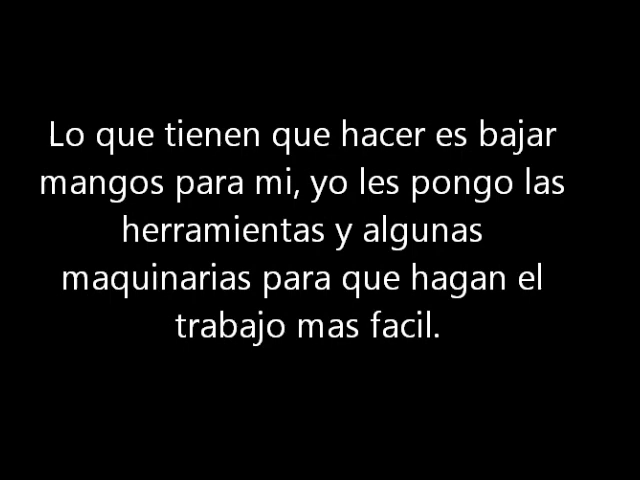 Lo que tienen que hacer es bajar
mangos para mi, yo les pongo las
herramientas y algunas
maquinarias para que hagan el
trabajo mas facil.